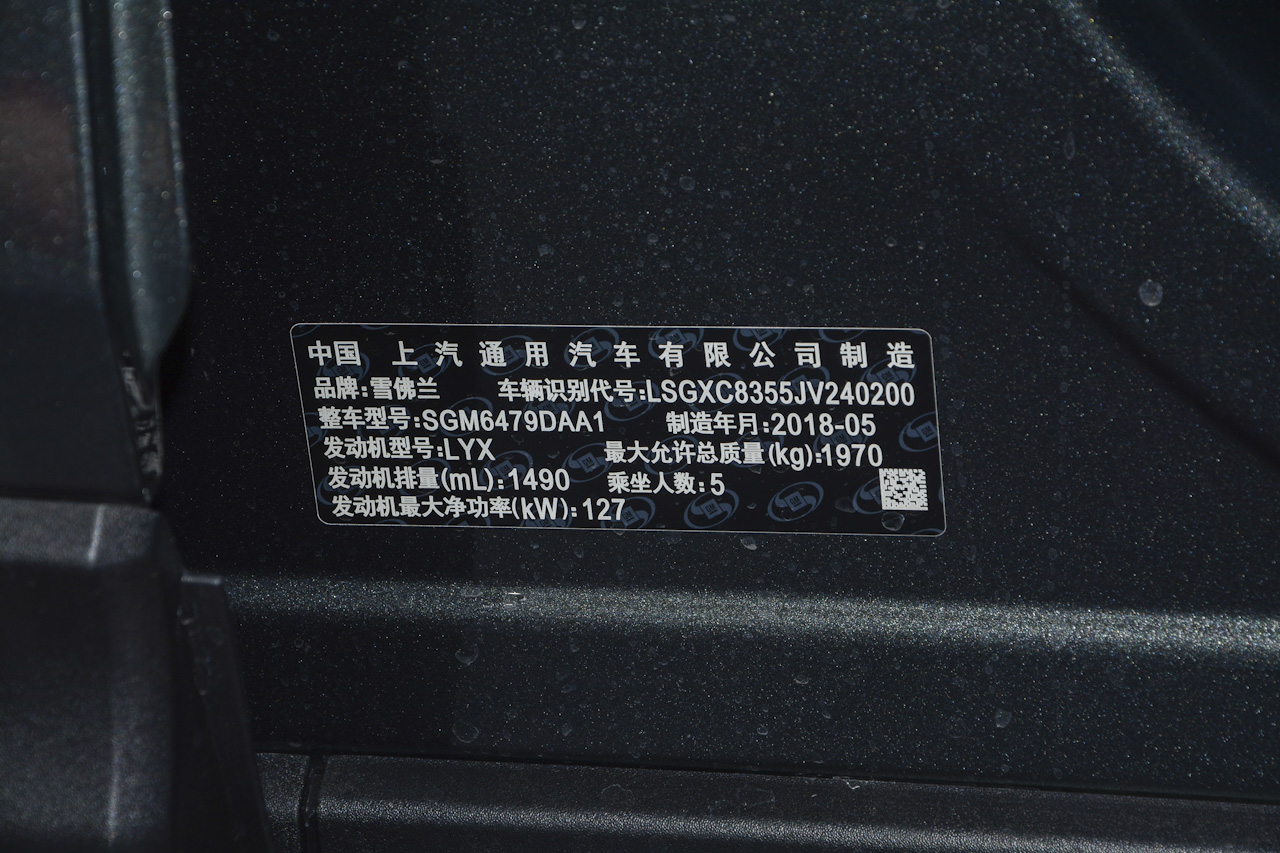 中国 上汽通用汽车有限公司制造
品牌:雪佛兰 车辆识别代号:LSGXC8355JV240200
整车型号:SGM6479DAA1 制造年月:2018-05
发动机型号:LYX 最大允许总质量(kg):1970
发动机排量(mL):1490 乘坐人数:5
发动机最大净功率(kW):127